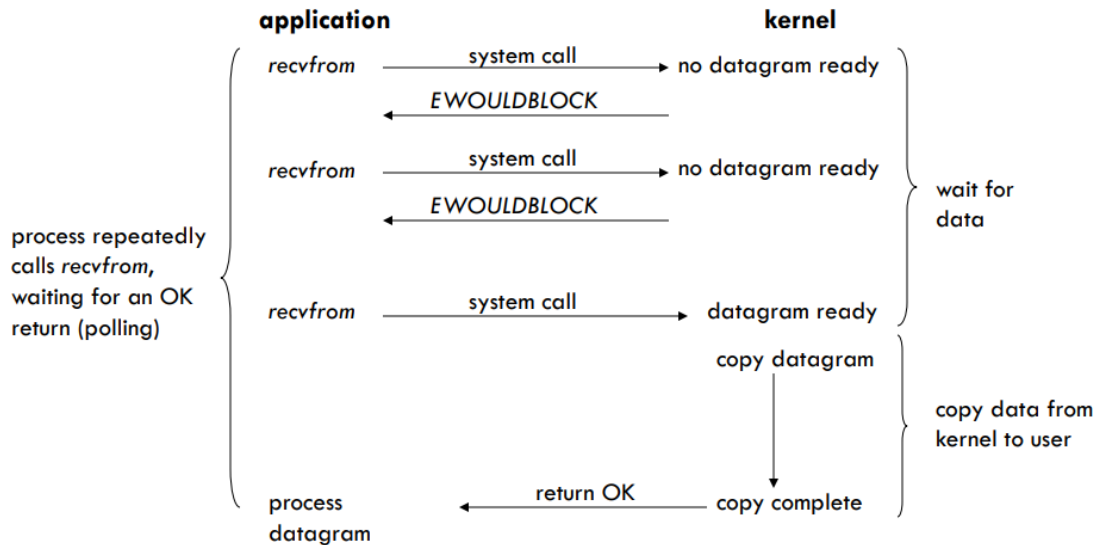 application
kernel
recvfrom
system call
no datagram ready
EWOULDBLOCK
recvfrom
system call
no datagram ready
EWOULDBLOCK
wait for
data
process repeatedly
calls recvfrom,
waiting for an OK
return (polling)
recvfrom
system call
datagram ready
copy datagram
copy data from
kernel to user
process
datagram
return OK
copy complete